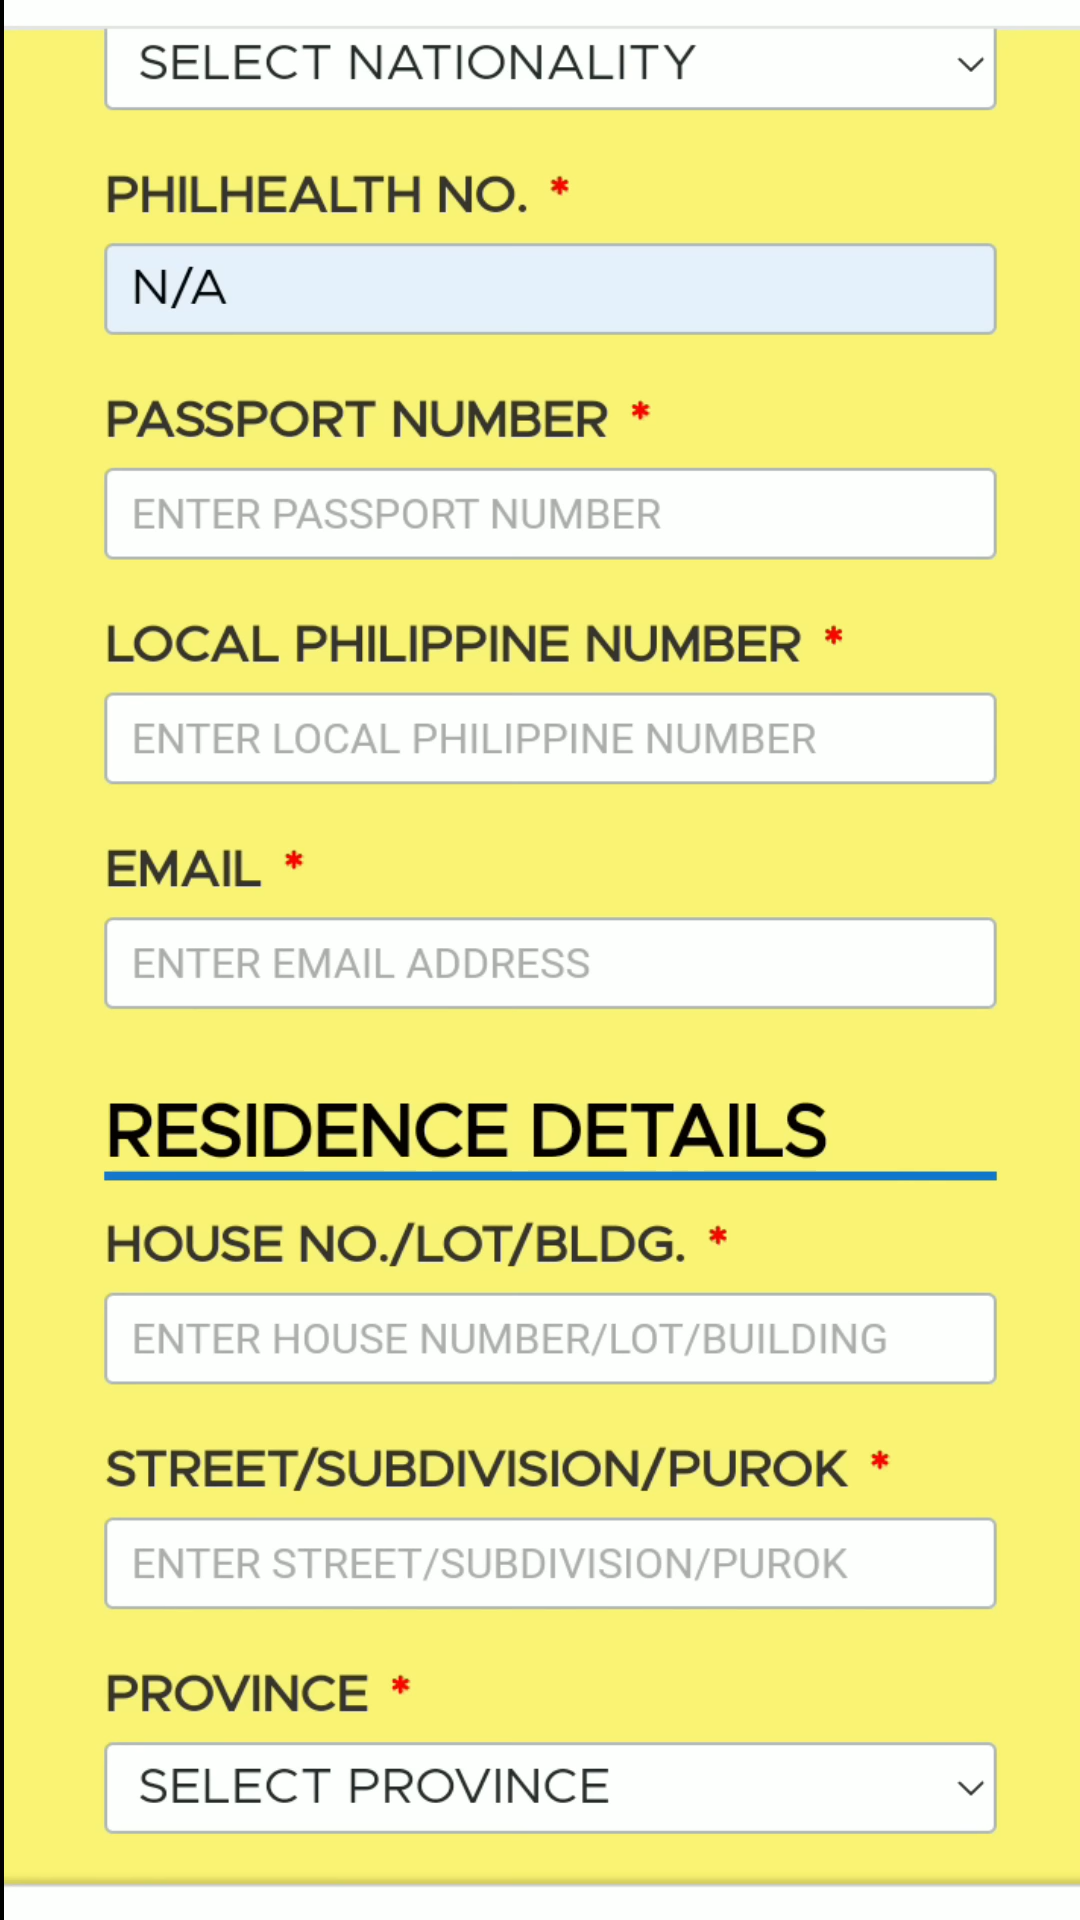 SELECT NATIONALITY
PHILHEALTH NO. *
N/A
PASSPORT NUMBER *
ENTER PASSPORT NUMBER
LOCAL PHILIPPINE NUMBER *
ENTER LOCAL PHILIPPINE NUMBER
EMAIL *
ENTER EMAIL ADDRESS
RESIDENCE DETAILS
HOUSE NO./LOT/BLDG. *
ENTER HOUSE NUMBER/LOT/BUILDING
STREET/SUBDIVISION/PUROK *
ENTER STREET/SUBDIVISION/PUROK
PROVINCE *
SELECT PROVINCE